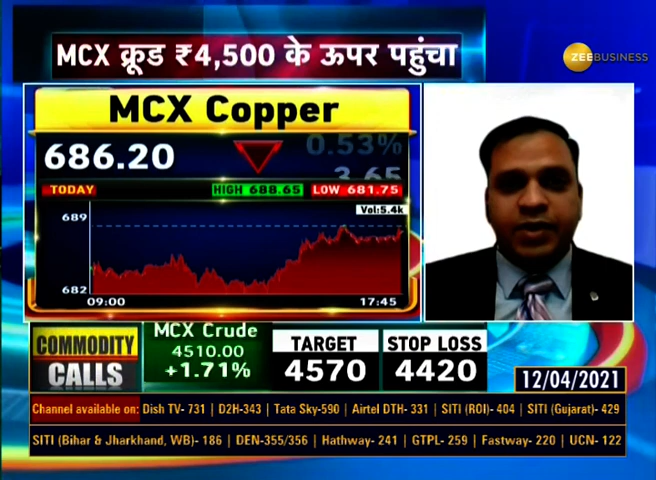 MCX क्रूड ₹4,500 के ऊपर पहुंचा
ZEEBUSINESS
MCX Copper
686.20
0.53%
3.65
TODAY
HIGH 688.65
LOW 681.75
Vol:5.4k
689
682
09:00
17:45
COMMODITY
CALLS
MCX Crude
4510.00
+1.71%
TARGET
4570
STOP LOSS
4420
12/04/2021
Channel available on: Dish TV- 731 | D2H-343 | Tata Sky-590 | Airtel DTH- 331 | SITI (ROI)- 404 | SITI (Gujarat)- 429
SITI (Bihar & Jharkhand, WB)- 186 | DEN-355/356 | Hathway- 241 | GTPL- 259 | Fastway- 220 | UCN- 122